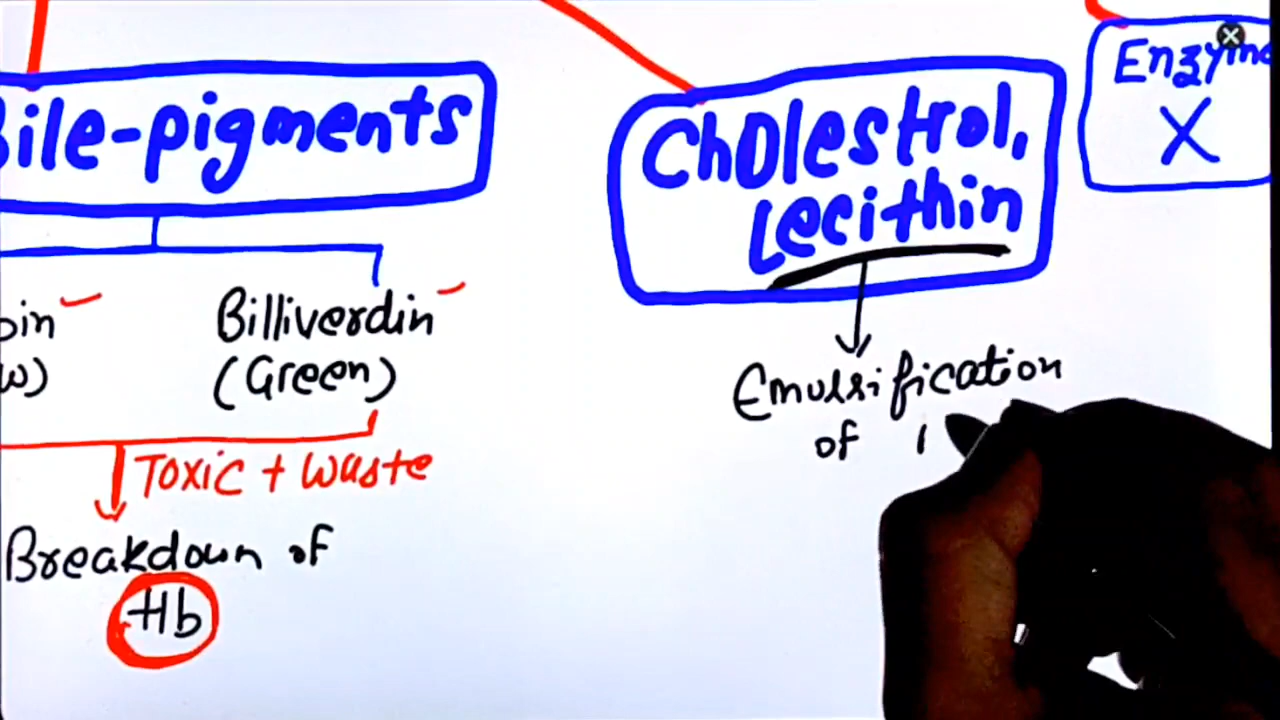 Bile-pigments
Cholestrol,
Lecithin
Enzyme
X
Billiverdin
(Green)
Toxic + waste
Breakdown of
Hb
Emulsification
of